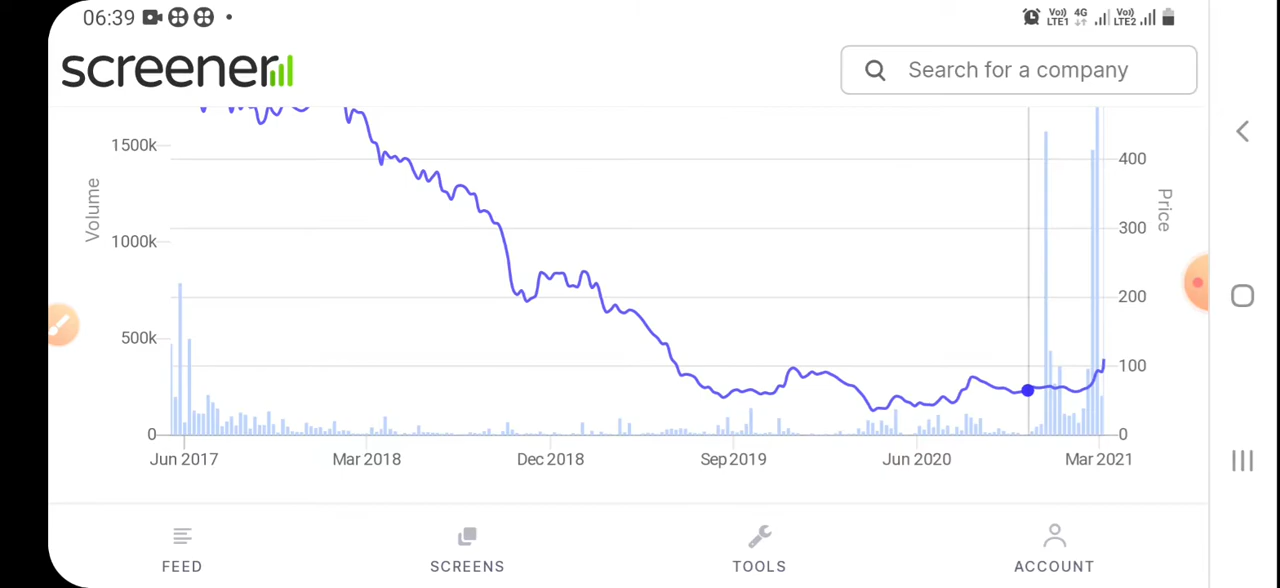 06:39
Vo)) LTE1 4G Vo)) LTE2
screener
Search for a company
1500k
400
Volume
Price
1000k
300
200
500k
100
0
0
Jun 2017 Mar 2018 Dec 2018 Sep 2019 Jun 2020 Mar 2021
FEED SCREENS TOOLS ACCOUNT